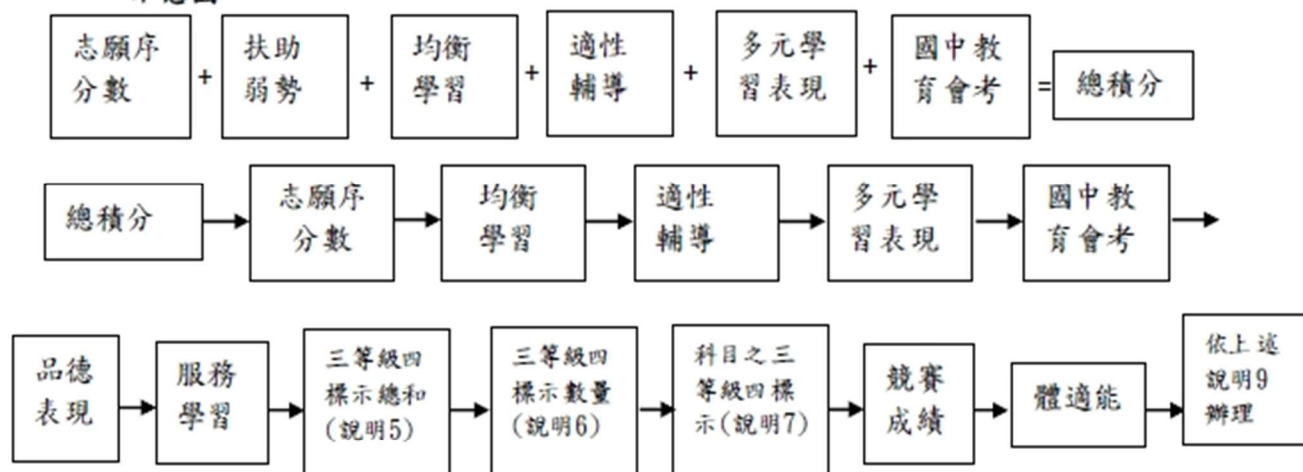 志願序
分數
+
扶助
弱勢
+
均衡
學習
+
適性
輔導
+
多元學
習表現
+
國中教
育會考
=
總積分
總積分
志願序
分數
均衡
學習
適性
輔導
多元學
習表現
國中教
育會考
品德
表現
服務
學習
三等級四
標示總和
(說明5)
三等級四
標示數量
(說明6)
科目之三
等級四標
示(說明7)
競賽
成績
體適能
依上述
說明9
辦理